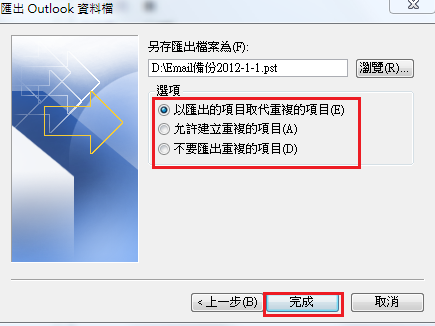 匯出 Outlook 資料檔
另存匯出檔案為(F):
D:\Email備份2012-1-1.pst
瀏覽(R)...
選項
以匯出的項目取代重複的項目(E)
允許建立重複的項目(A)
不要匯出重複的項目(D)
< 上一步(B)
完成
取消